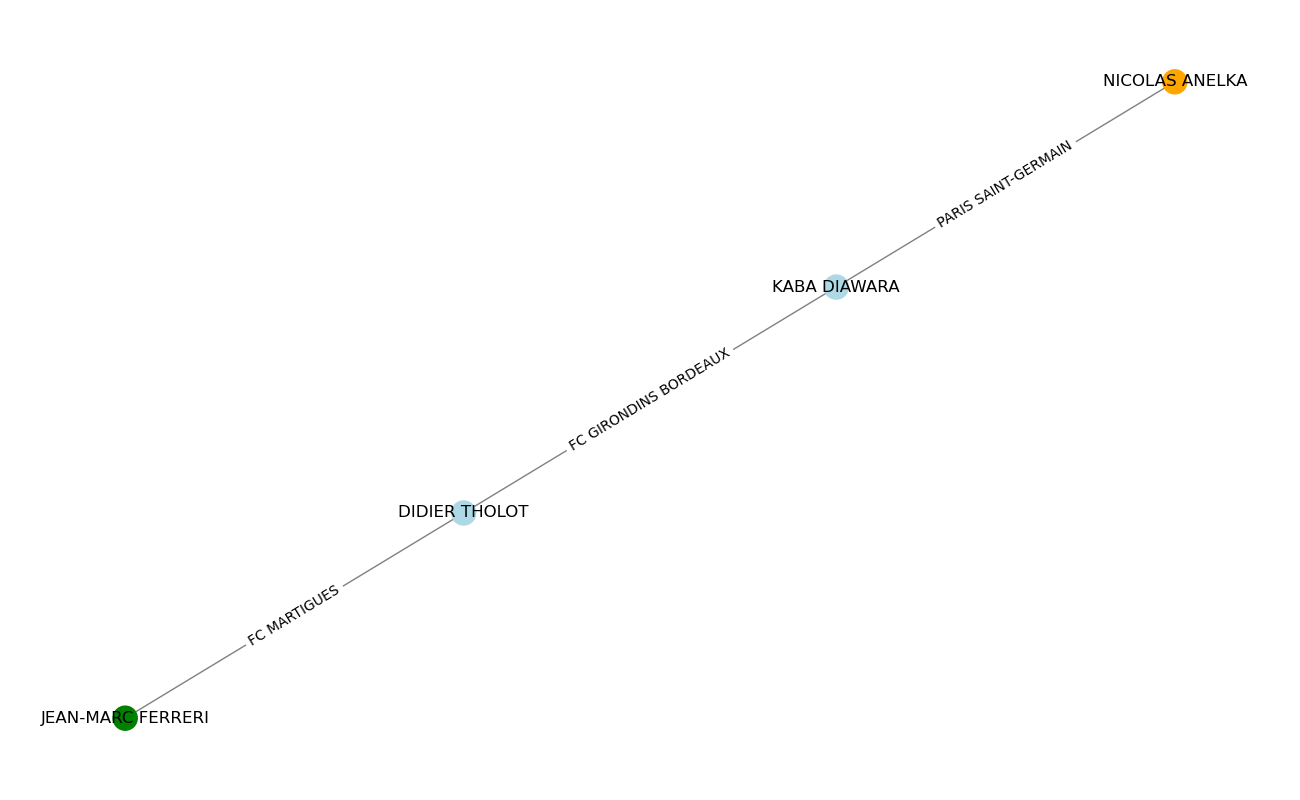 NICOLAS ANELKA
PARIS SAINT-GERMAIN
KABA DIAWARA
FC GIRONDINS BORDEAUX
DIDIER THOLOT
FC MARTIGUES
JEAN-MARC FERRERI